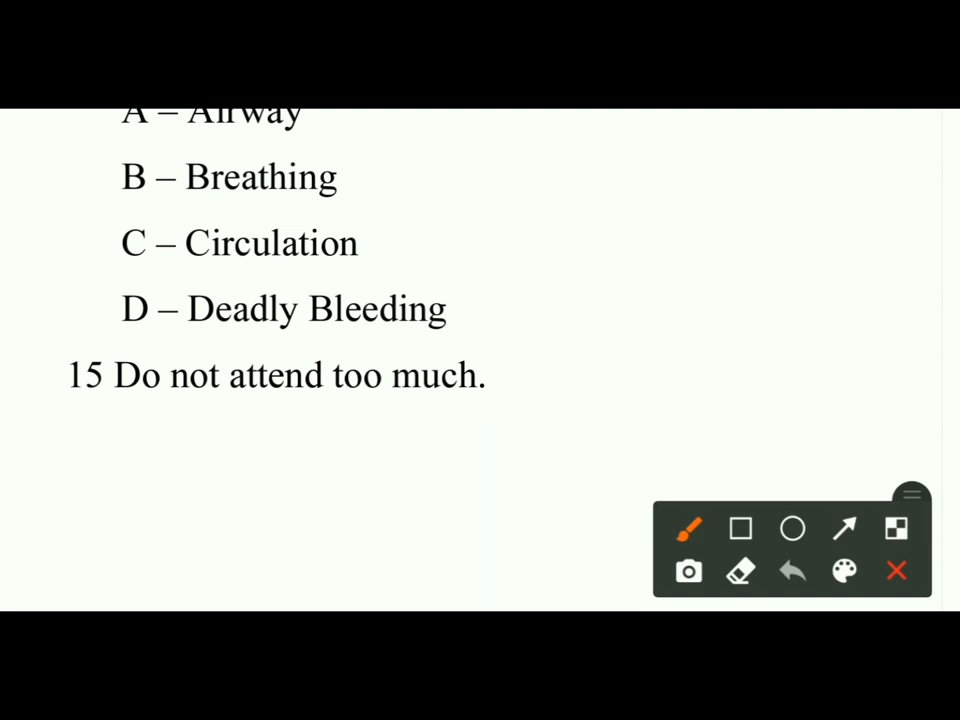 A – Airway
B – Breathing
C – Circulation
D – Deadly Bleeding
15 Do not attend too much.